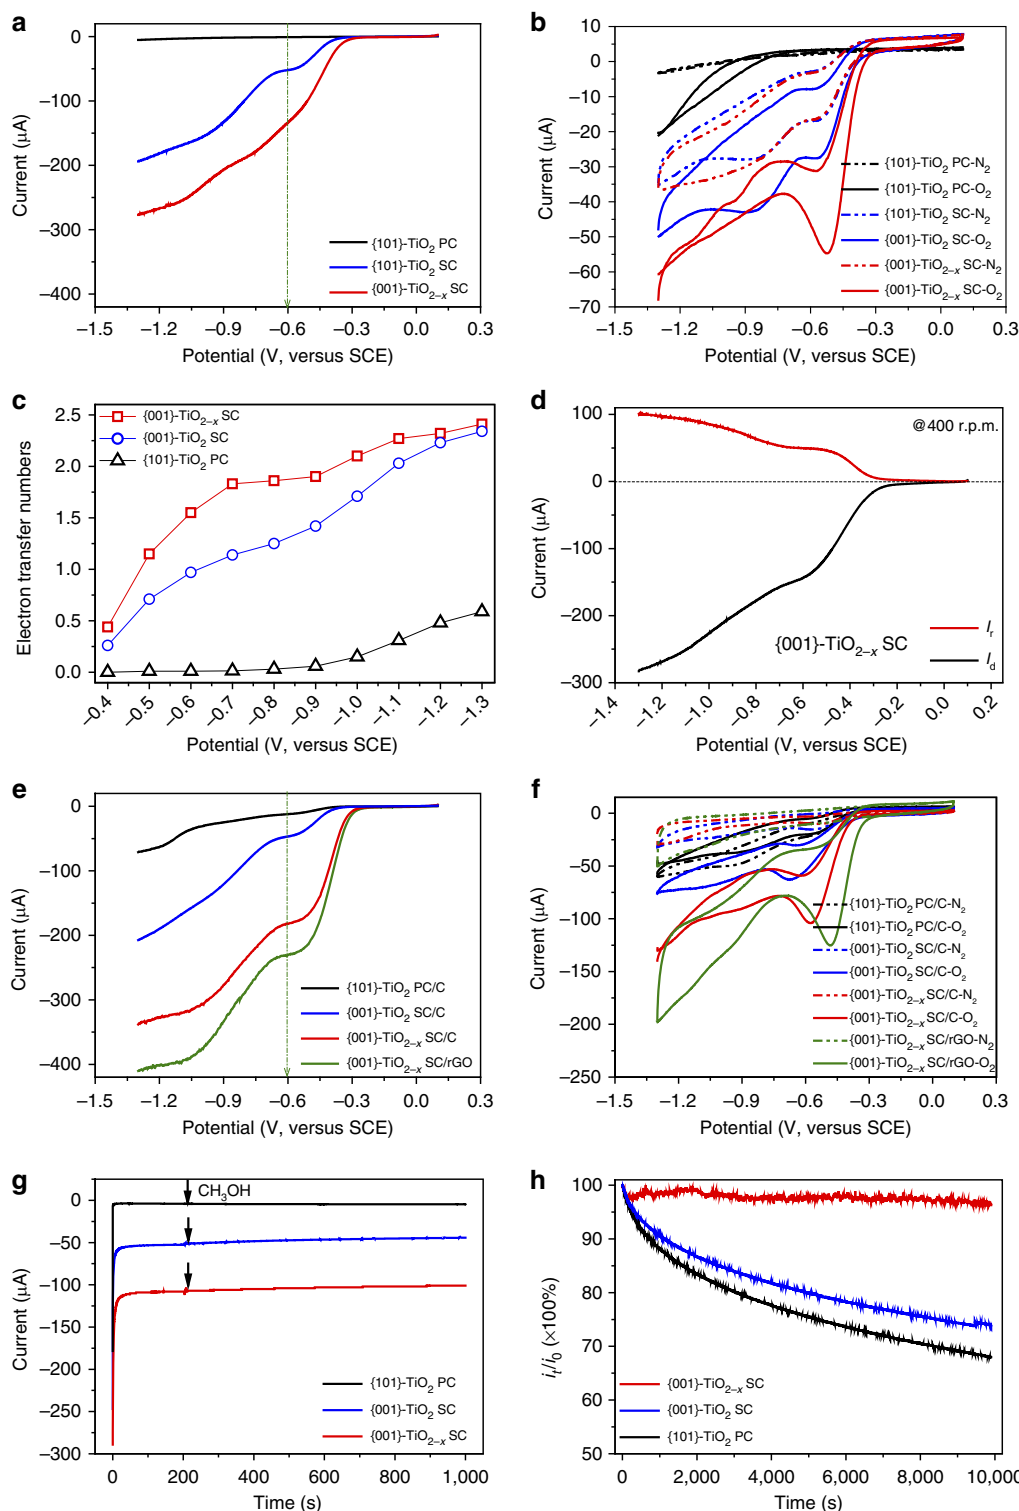 a
0
−100
−200
−300
−400
Current (μA)
{101}-TiO2 PC
{101}-TiO2 SC
{001}-TiO2−x SC
−1.5 −1.2 −0.9 −0.6 −0.3 0.0 0.3
Potential (V, versus SCE)
b
10
0
−10
−20
−30
−40
−50
−60
−70
Current (μA)
{101}-TiO2 PC-N2
{101}-TiO2 PC-O2
{101}-TiO2 SC-N2
{001}-TiO2 SC-O2
{001}-TiO2−x SC-N2
{001}-TiO2−x SC-O2
−1.5 −1.2 −0.9 −0.6 −0.3 0.0 0.3
Potential (V, versus SCE)
c
2.5
2.0
1.5
1.0
0.5
0.0
Electron transfer numbers
{001}-TiO2−x SC
{001}-TiO2 SC
{101}-TiO2 PC
−0.4 −0.5 −0.6 −0.7 −0.8 −0.9 −1.0 −1.1 −1.2 −1.3
Potential (V, versus SCE)
d
100
0
−100
−200
−300
Current (μA)
@400 r.p.m.
{001}-TiO2−x SC
Ir
Id
−1.4 −1.2 −1.0 −0.8 −0.6 −0.4 −0.2 0.0 0.2
Potential (V, versus SCE)
e
0
−100
−200
−300
−400
Current (μA)
{101}-TiO2 PC/C
{001}-TiO2 SC/C
{001}-TiO2−x SC/C
{001}-TiO2−x SC/rGO
−1.5 −1.2 −0.9 −0.6 −0.3 0.0 0.3
Potential (V, versus SCE)
f
0
−50
−100
−150
−200
−250
Current (μA)
{101}-TiO2 PC/C-N2
{101}-TiO2 PC/C-O2
{001}-TiO2 SC/C-N2
{001}-TiO2 SC/C-O2
{001}-TiO2−x SC/C-N2
{001}-TiO2−x SC/C-O2
{001}-TiO2−x SC/rGO-N2
{001}-TiO2−x SC/rGO-O2
−1.5 −1.2 −0.9 −0.6 −0.3 0.0 0.3
Potential (V, versus SCE)
g
0
−50
−100
−150
−200
−250
−300
Current (μA)
CH3OH
{101}-TiO2 PC
{001}-TiO2 SC
{001}-TiO2−x SC
0 200 400 600 800 1,000
Time (s)
h
100
90
80
70
60
50
it/i0 (×100%)
{001}-TiO2−x SC
{001}-TiO2 SC
{101}-TiO2 PC
0 2,000 4,000 6,000 8,000 10,000
Time (s)